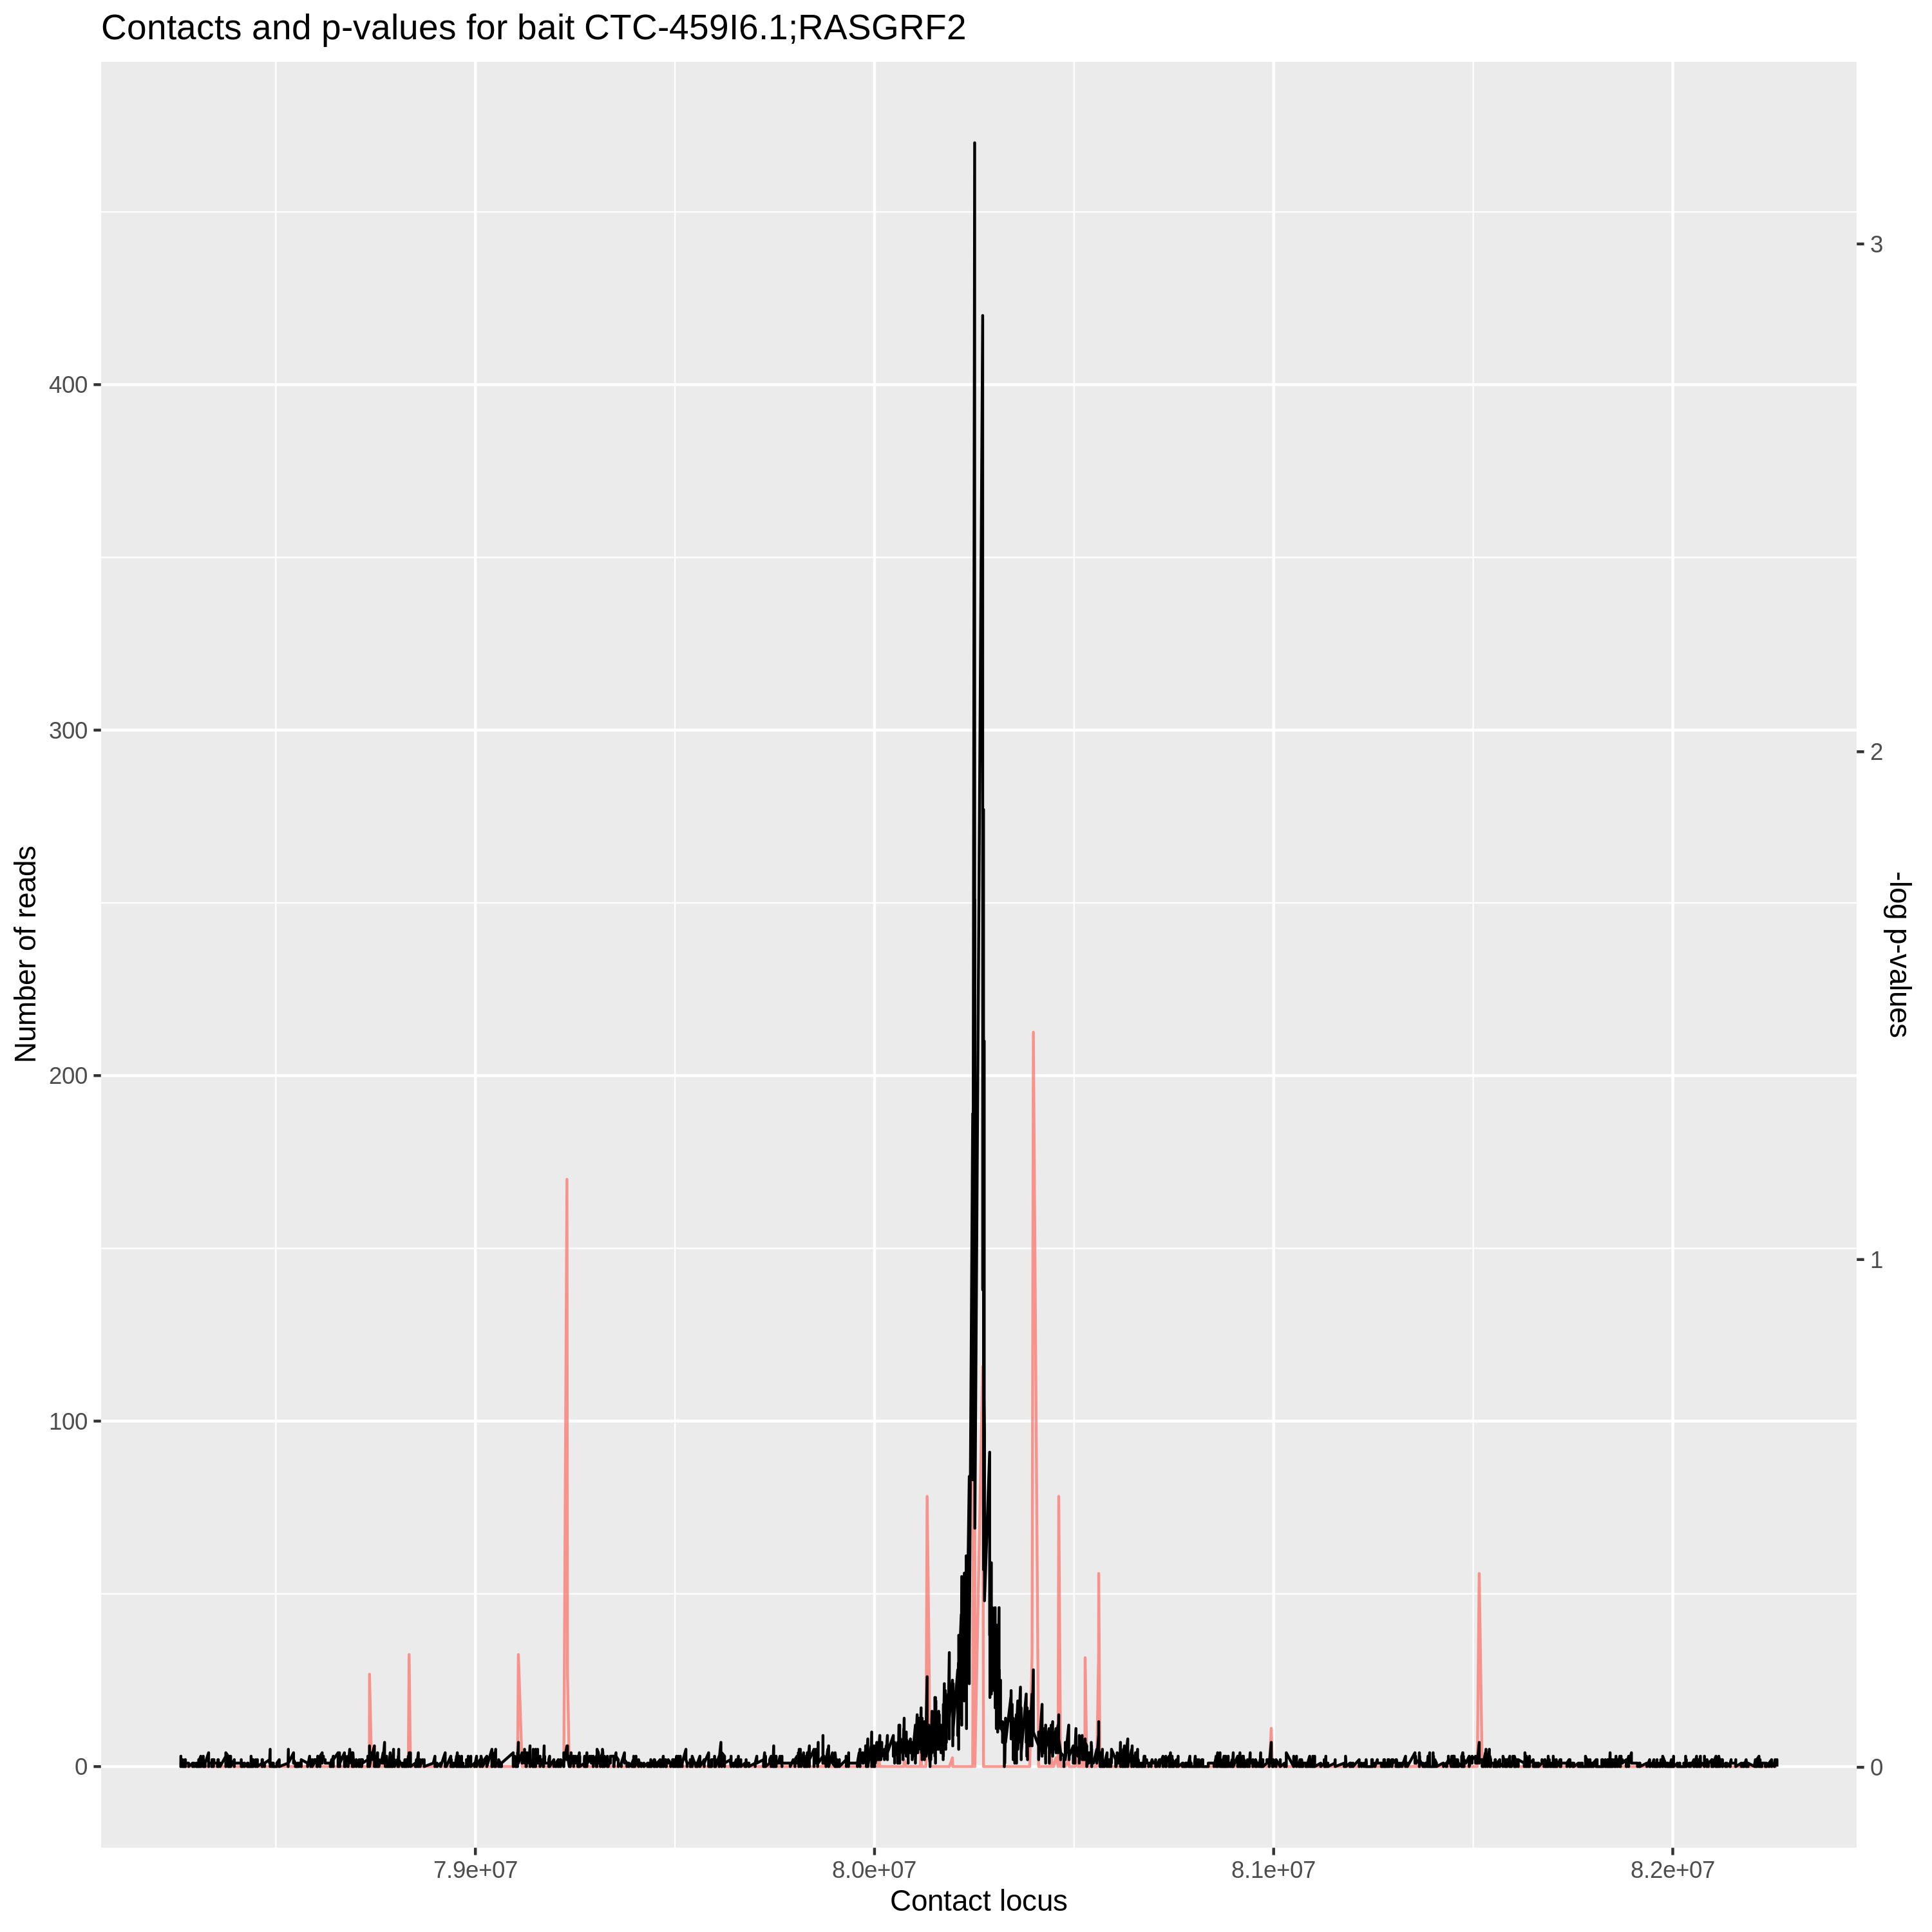 Contacts and p-values for bait CTC-459I6.1;RASGRF2
Number of reads
400
300
200
100
0
3
2
1
0
-log p-values
7.9e+07 8.0e+07 8.1e+07 8.2e+07
Contact locus